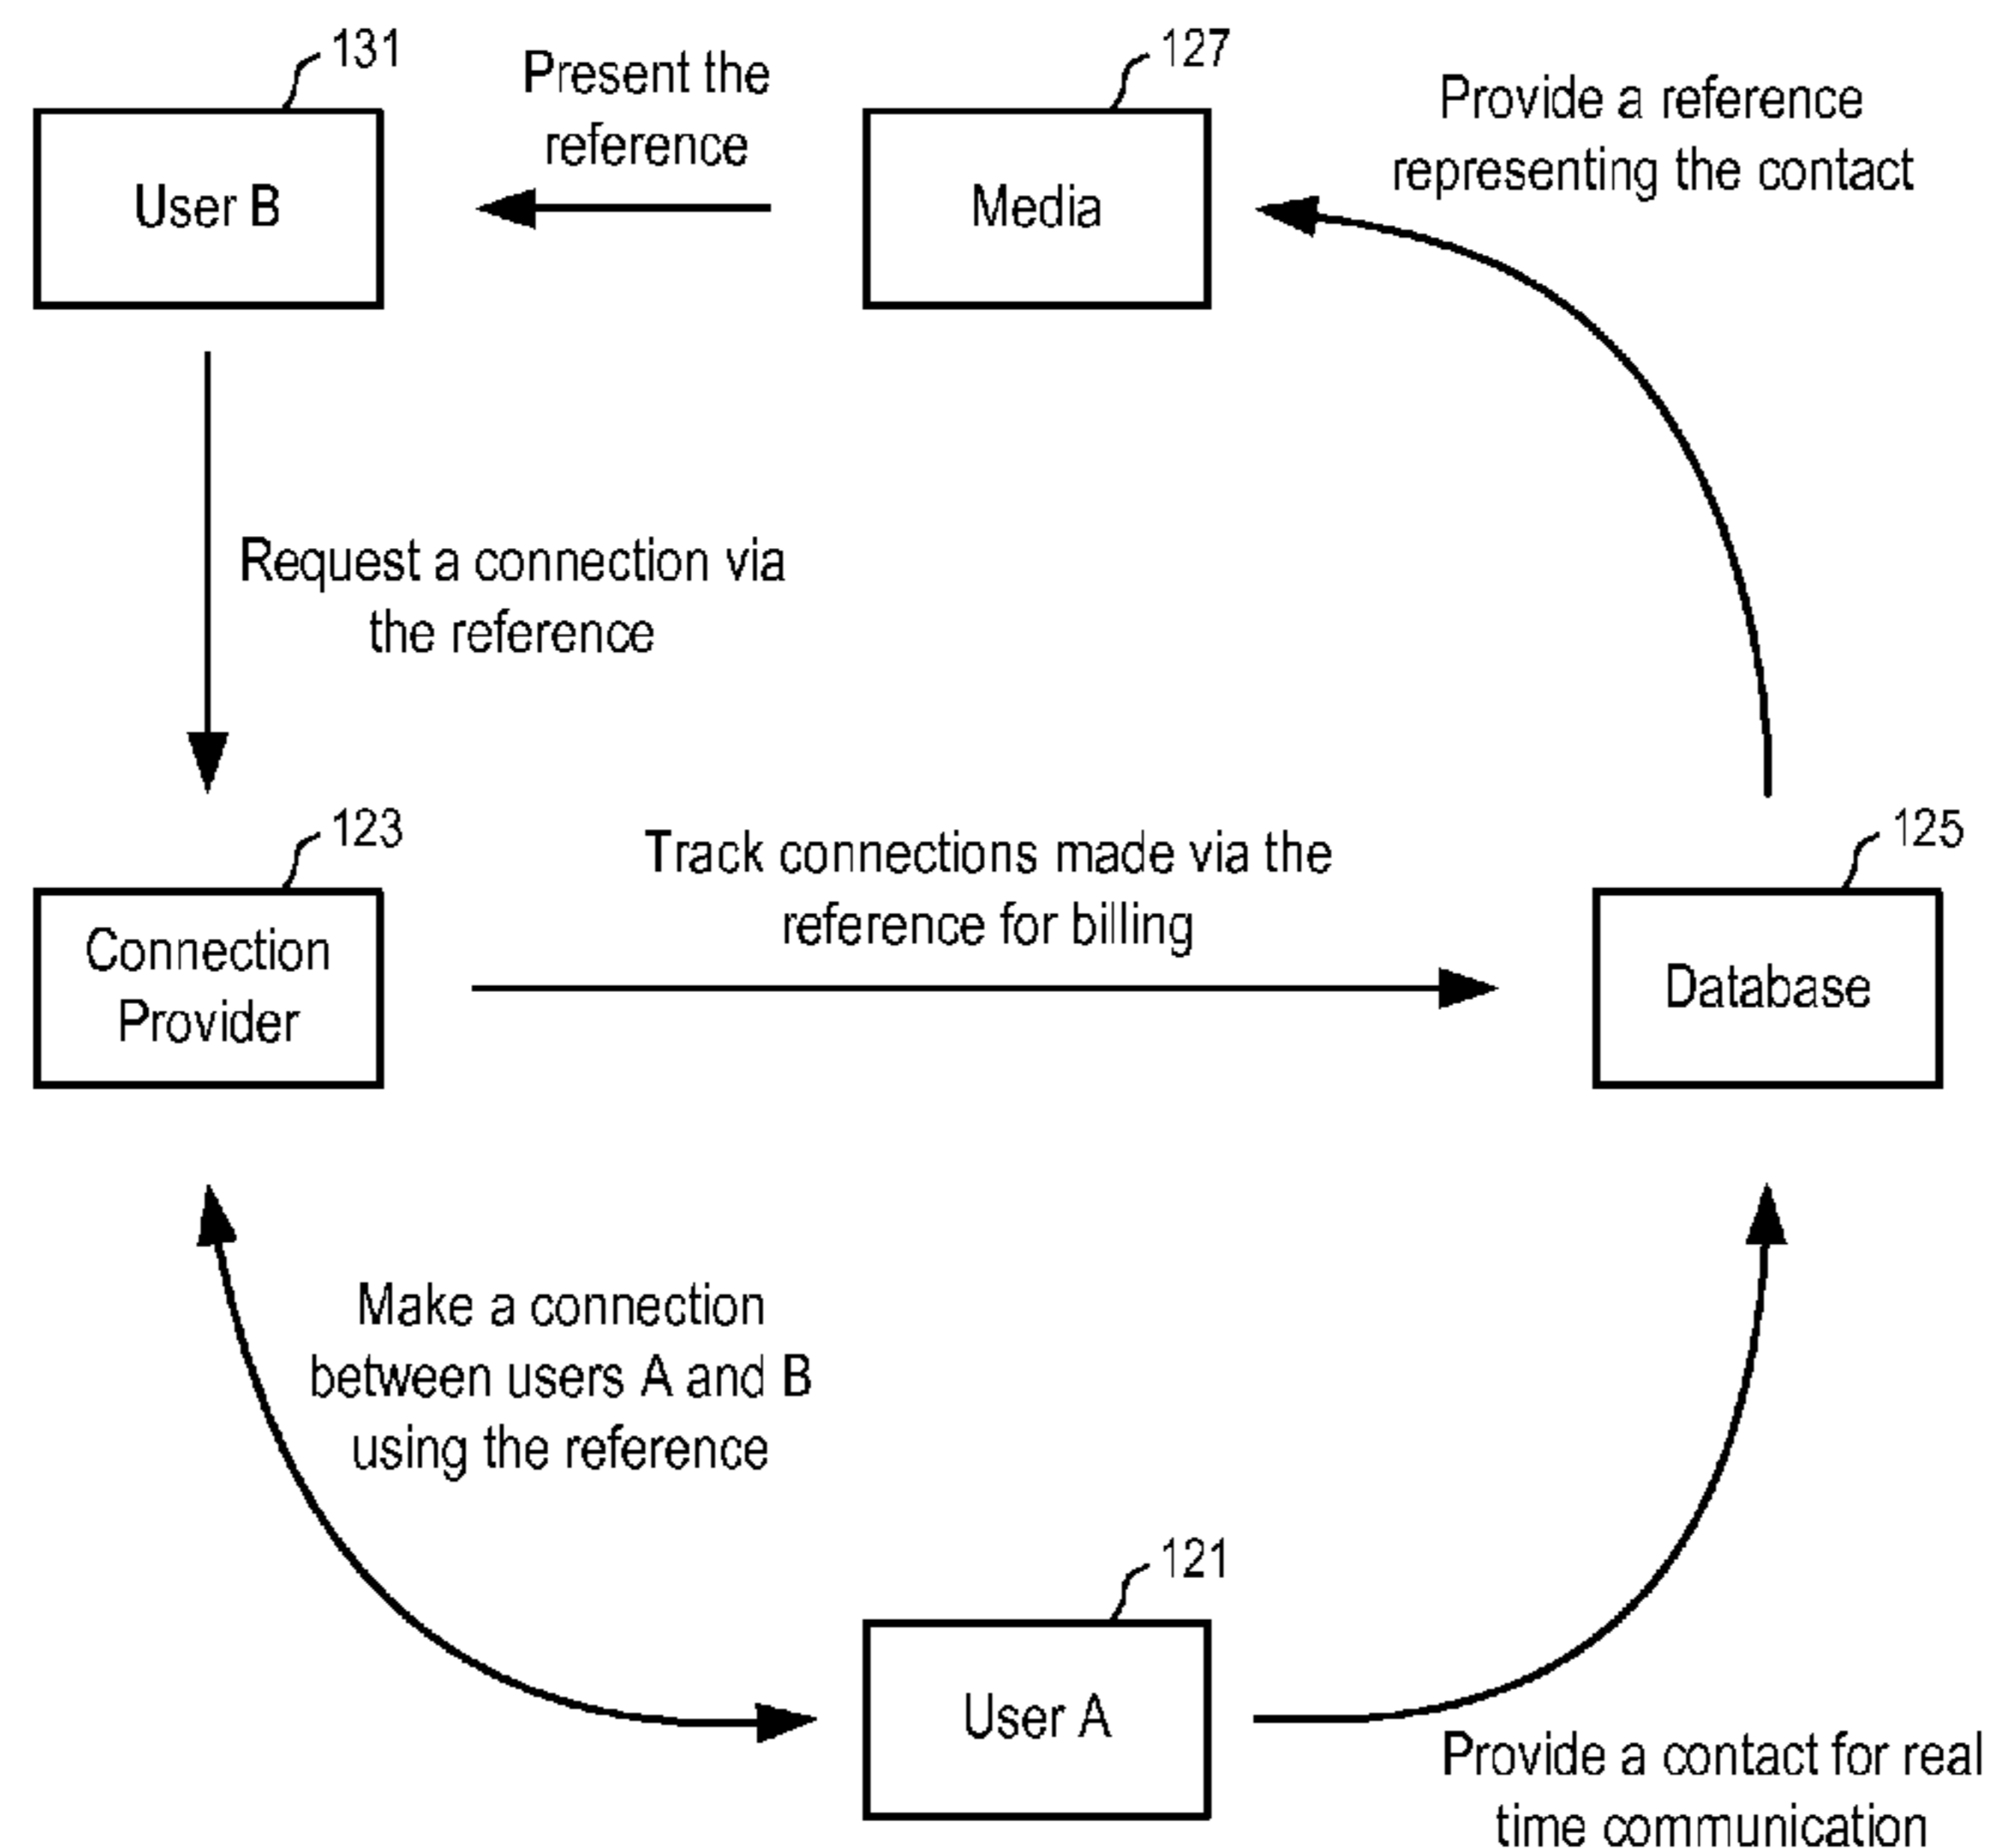 131
Present the
reference
127
Provide a reference
representing the contact
User B
Media
Request a connection via
the reference
123
Track connections made via the
reference for billing
125
Connection
Provider
Database
Make a connection
between users A and B
using the reference
121
User A
Provide a contact for real
time communication